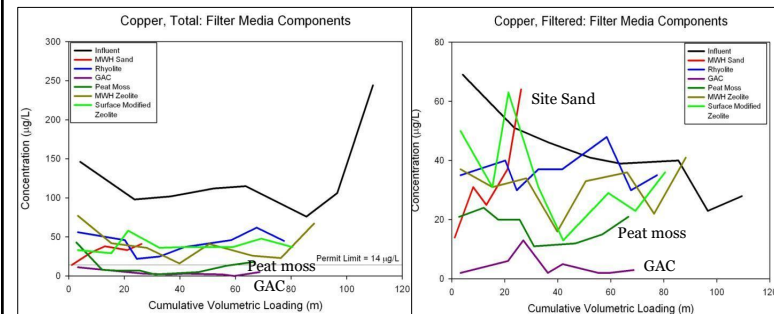 Copper, Total: Filter Media Components
300
250
200
150
100
50
0
Concentration (µg/L)
Influent
MWH Sand
Rhyolite
GAC
Peat Moss
MWH Zeolite
Surface Modified
Zeolite
Permit Limit = 14 µg/L
Peat moss
GAC
0 20 40 60 80 100 120
Cumulative Volumetric Loading (m)
Copper, Filtered: Filter Media Components
80
60
40
20
0
Concentration (µg/L)
Influent
MWH Sand
Rhyolite
GAC
Peat Moss
MWH Zeolite
Surface Modified
Zeolite
Site Sand
Peat moss
GAC
0 20 40 60 80 100 120
Cumulative Volumetric Loading (m)